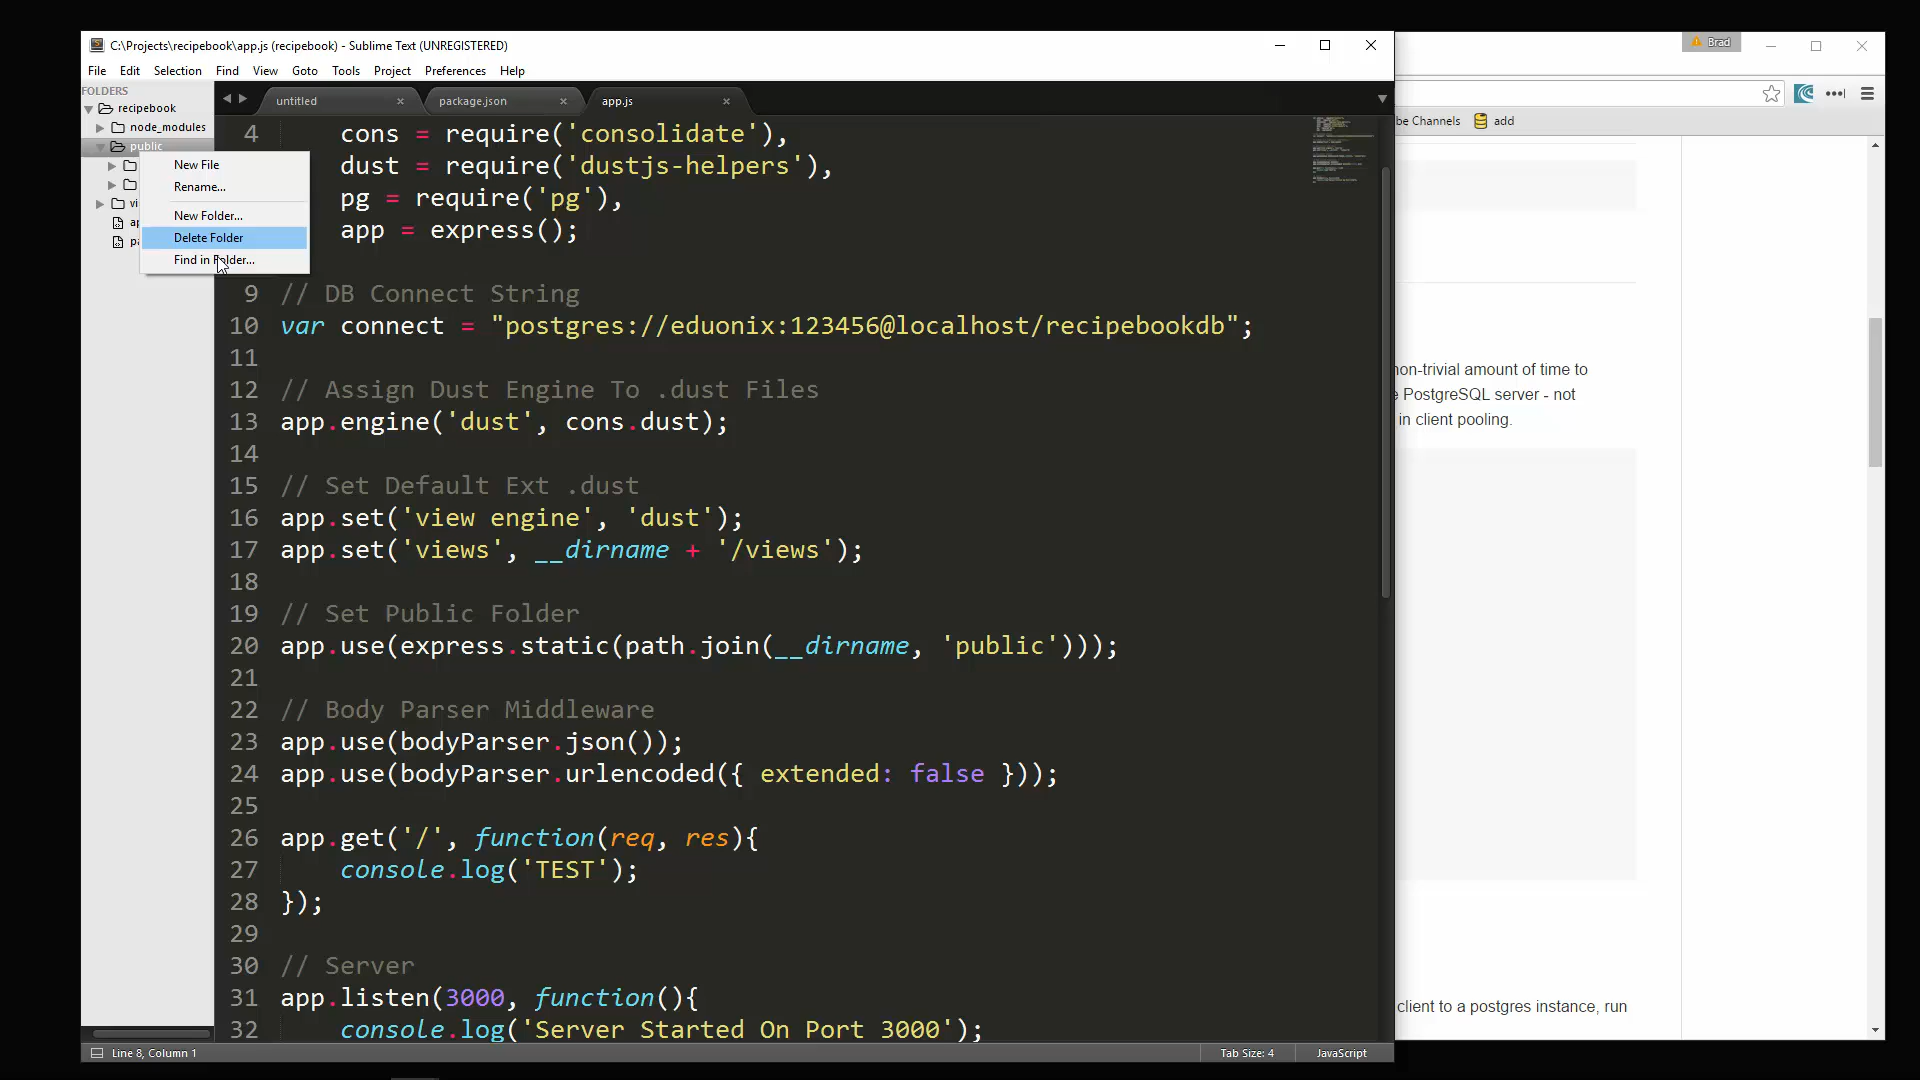 C:\Projects\recipebook\app.js (recipebook) - Sublime Text (UNREGISTERED)
Brad
File Edit Selection Find View Goto Tools Project Preferences Help
FOLDERS
recipebook
node_modules
public
vi
ap
pa
untitled
package.json
app.js
be Channels
add
New File
Rename...
New Folder...
Delete Folder
Find in Folder...
4 cons = require('consolidate'),
dust = require('dustjs-helpers'),
pg = require('pg'),
app = express();
9 // DB Connect String
10 var connect = "postgres://eduonix:123456@localhost/recipebookdb";
11
12 // Assign Dust Engine To .dust Files
13 app.engine('dust', cons.dust);
14
15 // Set Default Ext .dust
16 app.set('view engine', 'dust');
17 app.set('views', __dirname + '/views');
18
19 // Set Public Folder
20 app.use(express.static(path.join(__dirname, 'public')));
21
22 // Body Parser Middleware
23 app.use(bodyParser.json());
24 app.use(bodyParser.urlencoded({ extended: false }));
25
26 app.get('/', function(req, res){
27 console.log('TEST');
28 });
29
30 // Server
31 app.listen(3000, function(){
32 console.log('Server Started On Port 3000');
non-trivial amount of time to
PostgreSQL server - not
in client pooling.
client to a postgres instance, run
Line 8, Column 1
Tab Size: 4
JavaScript